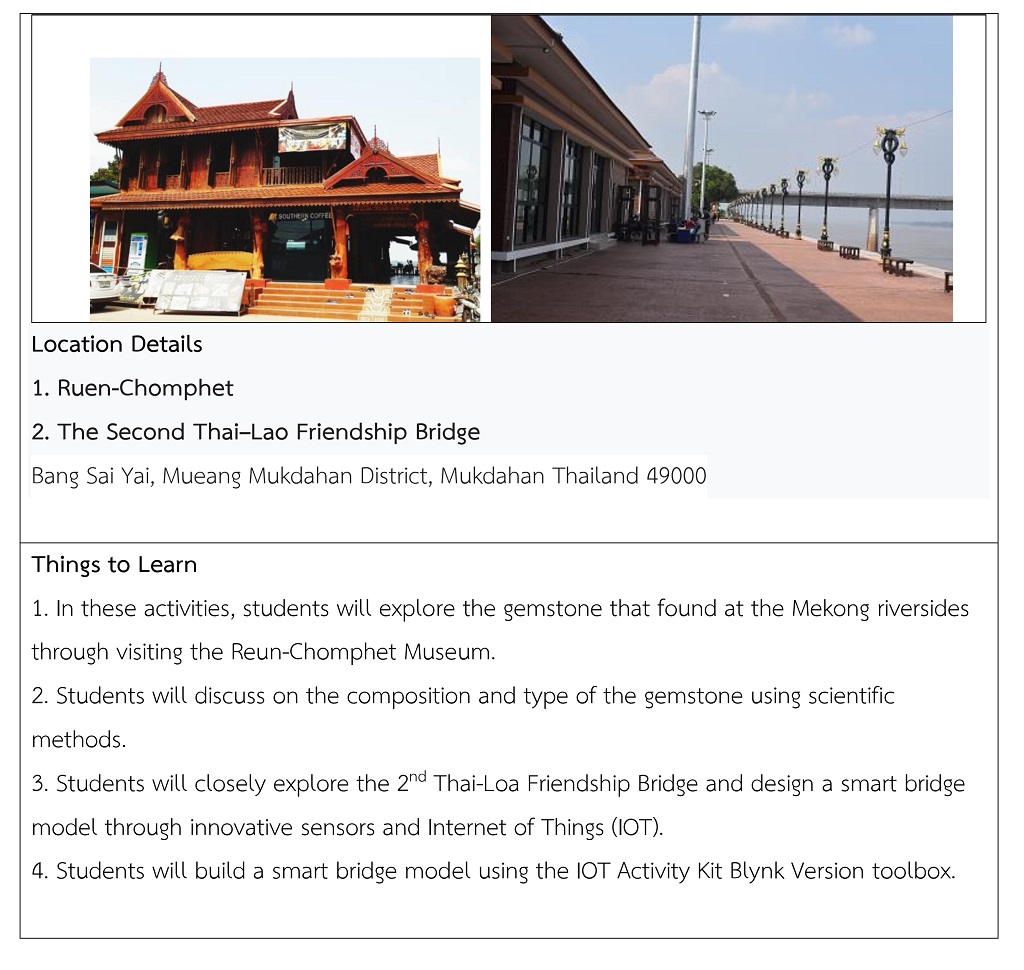 SOUTHERN COFFEE
Location Details
1. Ruen-Chomphet
2. The Second Thai–Lao Friendship Bridge
Bang Sai Yai, Mueang Mukdahan District, Mukdahan Thailand 49000
Things to Learn
1. In these activities, students will explore the gemstone that found at the Mekong riversides
through visiting the Reun-Chomphet Museum.
2. Students will discuss on the composition and type of the gemstone using scientific
methods.
3. Students will closely explore the 2nd Thai-Loa Friendship Bridge and design a smart bridge
model through innovative sensors and Internet of Things (IOT).
4. Students will build a smart bridge model using the IOT Activity Kit Blynk Version toolbox.